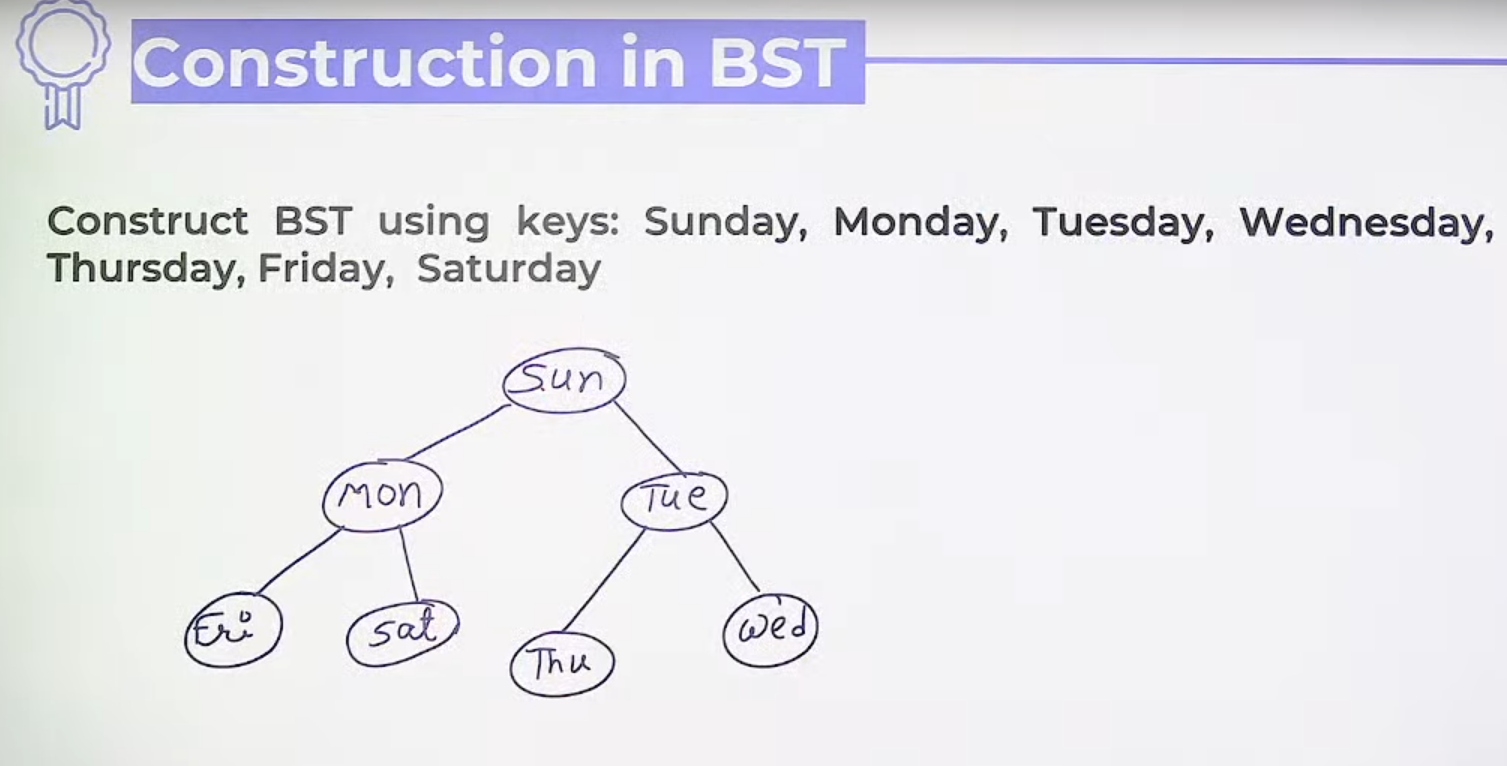 Construction in BST
Construct BST using keys: Sunday, Monday, Tuesday, Wednesday,
Thursday, Friday, Saturday
Sun
Mon
Tue
Fri
Sat
Thu
Wed